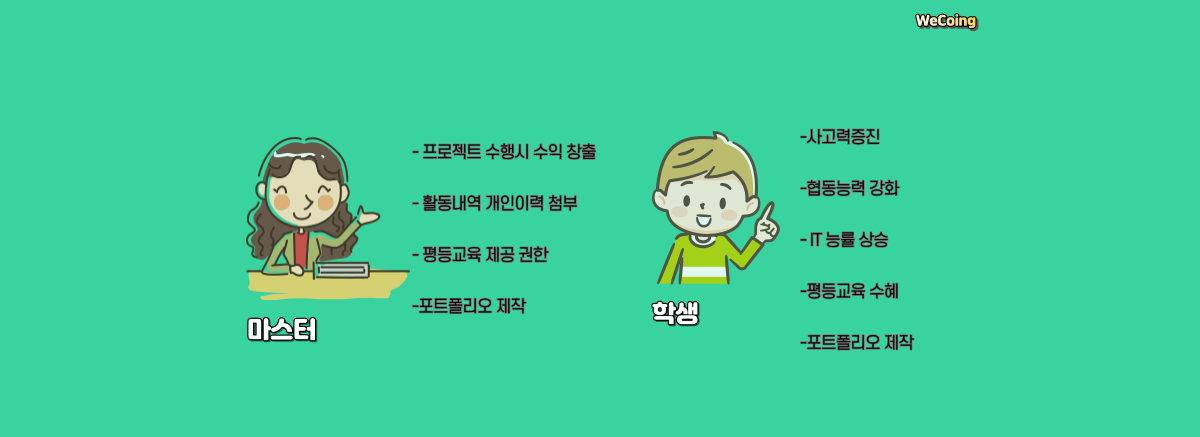 WeCoing
- 프로젝트 수행시 수익 창출
- 활동내역 개인이력 첨부
- 평등교육 제공 권한
-포트폴리오 제작
마스터
-사고력증진
-협동능력 강화
- IT 능률 상승
-평등교육 수혜
-포트폴리오 제작
학생